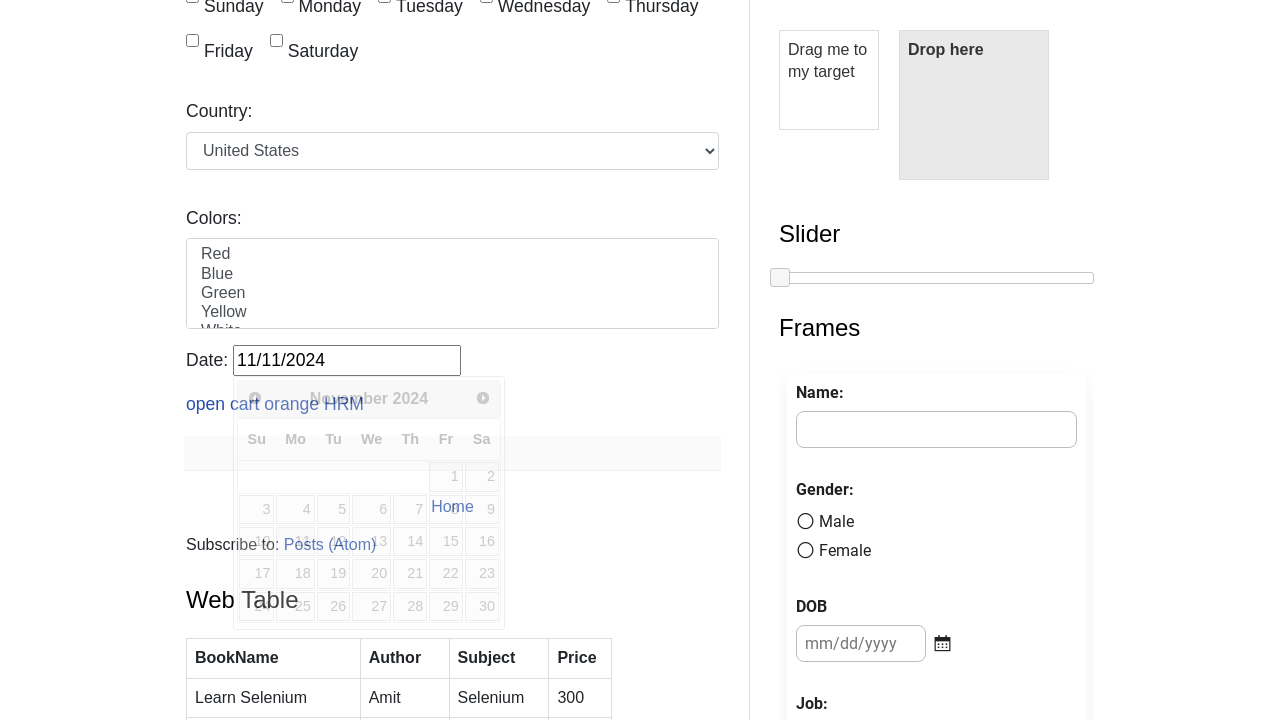 Sunday Monday Tuesday Wednesday Thursday
Friday Saturday
Country:
United States
Colors:
Red
Blue
Green
Yellow
White
Date: 11/11/2024
open cart orange HRM
November 2024
Su Mo Tu We Th Fr Sa
1 2
3 4 5 6 7 8 9
10 11 12 13 14 15 16
17 18 19 20 21 22 23
24 25 26 27 28 29 30
Home
Subscribe to: Posts (Atom)
Web Table
BookName Author Subject Price
Learn Selenium Amit Selenium 300
Drag me to
my target
Drop here
Slider
Frames
Name:
Gender:
Male
Female
DOB
mm/dd/yyyy
Job: